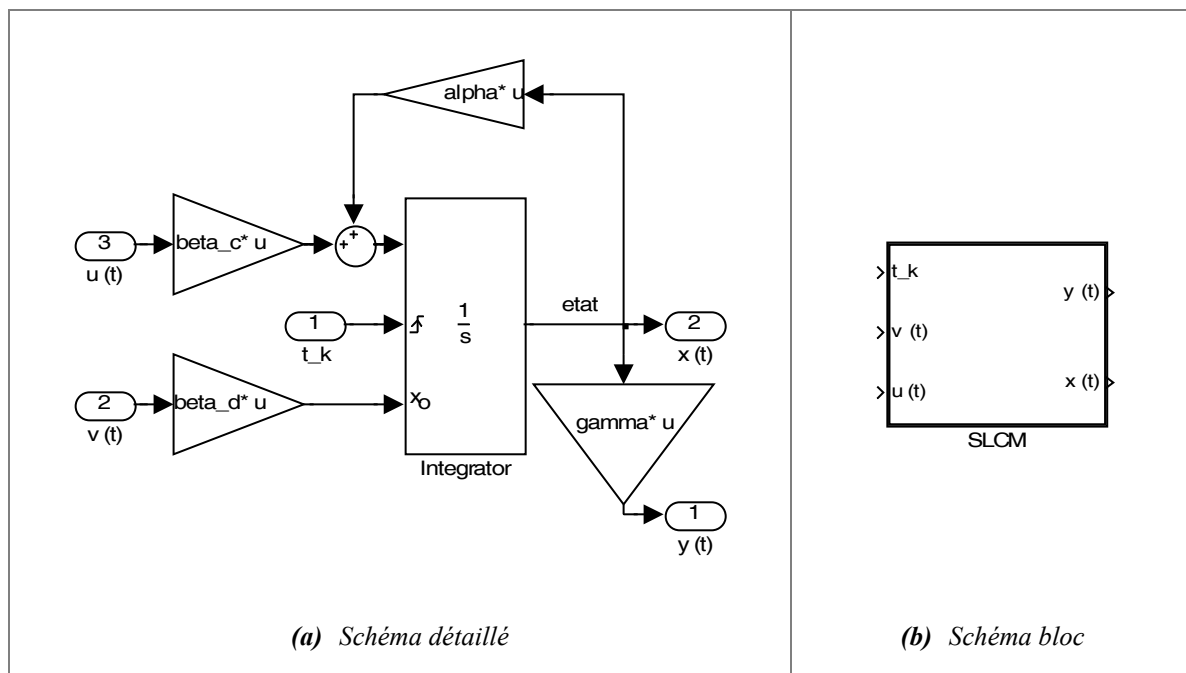 alpha* u
3
u (t)
beta_c* u
+
+
1
t_k
1
s
etat
2
x (t)
2
v (t)
beta_d* u
xo
Integrator
gamma* u
1
y (t)
(a) Schéma détaillé
t_k
v (t)
u (t)
y (t)
x (t)
SLCM
(b) Schéma bloc